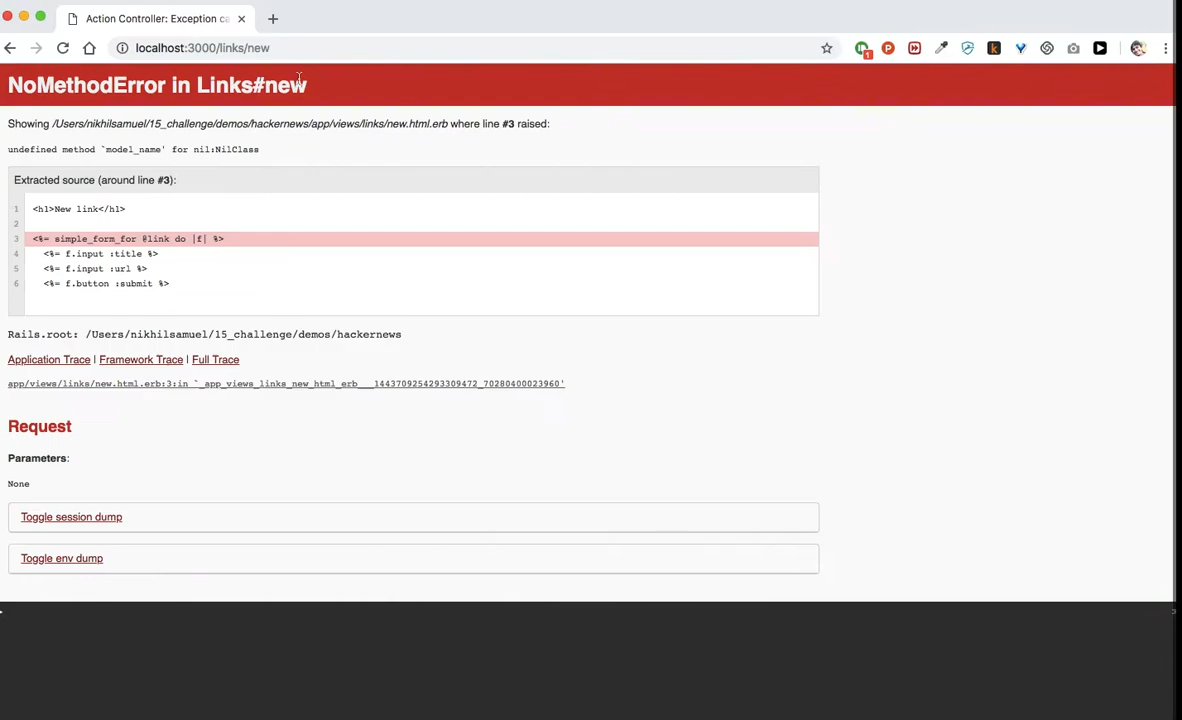 Action Controller: Exception ca
localhost:3000/links/new
1
NoMethodError in Links#new
Showing /Users/nikhilsamuel/15_challenge/demos/hackernews/app/views/links/new.html.erb where line #3 raised:
undefined method `model_name' for nil:NilClass
Extracted source (around line #3):
1 <h1>New link</h1>
2
3 <%= simple_form_for @link do |f| %>
4 <%= f.input :title %>
5 <%= f.input :url %>
6 <%= f.button :submit %>
Rails.root: /Users/nikhilsamuel/15_challenge/demos/hackernews
Application Trace | Framework Trace | Full Trace
app/views/links/new.html.erb:3:in `_app_views_links_new_html_erb___1443709254293309472_70280400023960'
Request
Parameters:
None
Toggle session dump
Toggle env dump